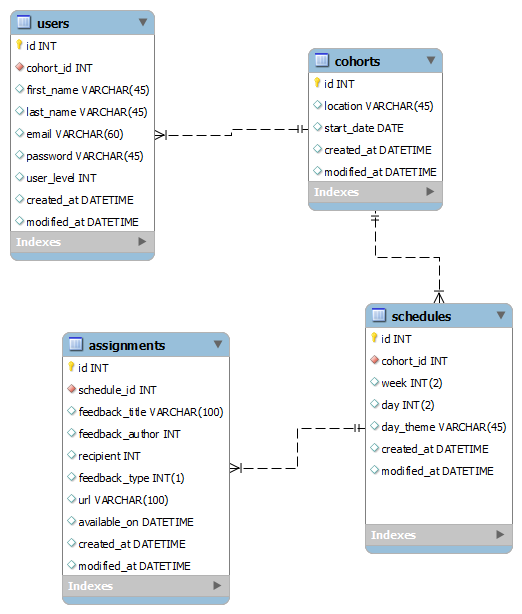 users
id INT
cohort_id INT
first_name VARCHAR(45)
last_name VARCHAR(45)
email VARCHAR(60)
password VARCHAR(45)
user_level INT
created_at DATETIME
modified_at DATETIME
Indexes
cohorts
id INT
location VARCHAR(45)
start_date DATE
created_at DATETIME
modified_at DATETIME
Indexes
assignments
id INT
schedule_id INT
feedback_title VARCHAR(100)
feedback_author INT
recipient INT
feedback_type INT(1)
url VARCHAR(100)
available_on DATETIME
created_at DATETIME
modified_at DATETIME
Indexes
schedules
id INT
cohort_id INT
week INT(2)
day INT(2)
day_theme VARCHAR(45)
created_at DATETIME
modified_at DATETIME
Indexes